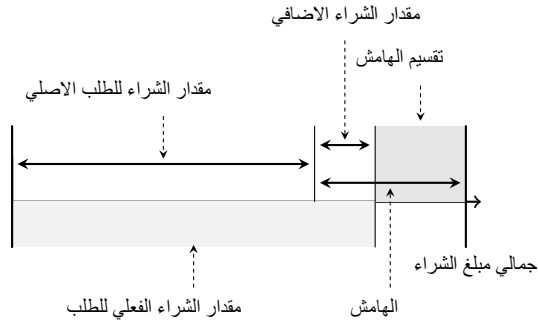 مقدار الشراء الاضافي
تقسيم الهامش
مقدار الشراء للطلب الاصلي
جمالي مبلغ الشراء
الهامش
مقدار الشراء الفعلي للطلب